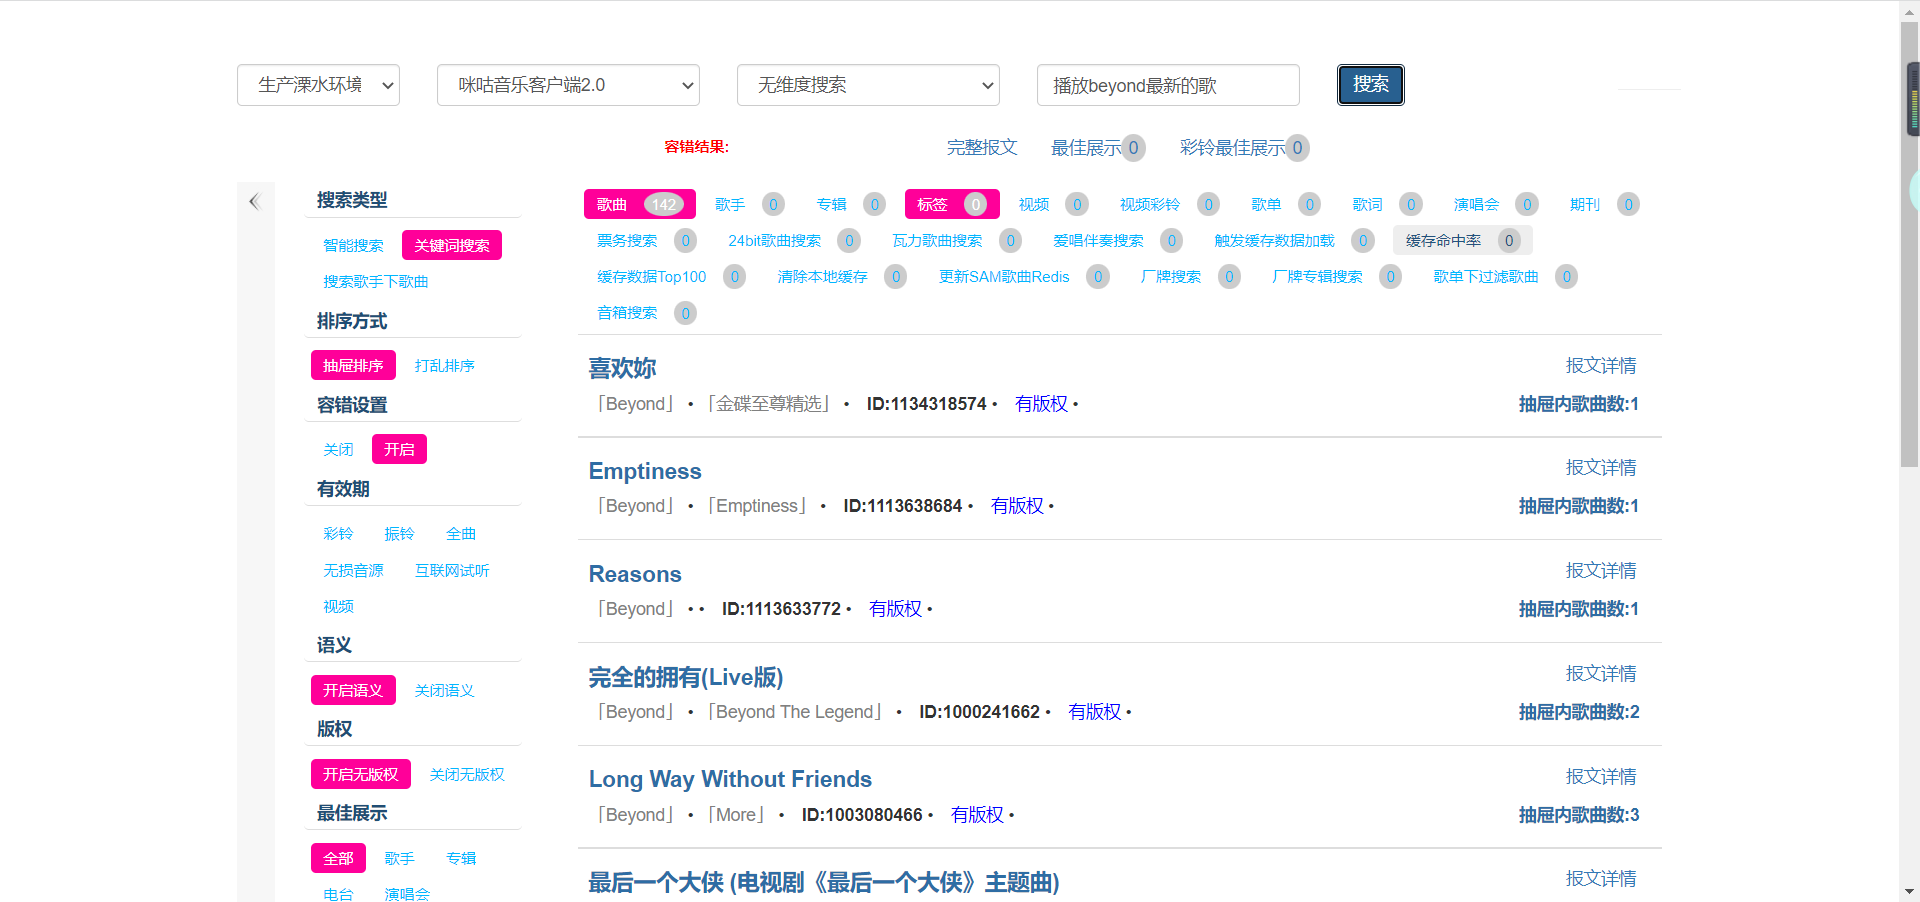 生产溧水环境 咪咕音乐客户端2.0 无维度搜索 播放beyond最新的歌 搜索
容错结果: 完整报文 最佳展示 0 彩铃最佳展示 0
搜索类型
智能搜索 关键词搜索
搜索歌手下歌曲
排序方式
抽屉排序 打乱排序
容错设置
关闭 开启
有效期
彩铃 振铃 全曲
无损音源 互联网试听
视频
语义
开启语义 关闭语义
版权
开启无版权 关闭无版权
最佳展示
全部 歌手 专辑
电台 演唱会
歌曲 142 歌手 0 专辑 0 标签 0 视频 0 视频彩铃 0 歌单 0 歌词 0 演唱会 0 期刊 0
票务搜索 0 24bit歌曲搜索 0 瓦力歌曲搜索 0 爱唱伴奏搜索 0 触发缓存数据加载 0 缓存命中率 0
缓存数据Top100 0 清除本地缓存 0 更新SAM歌曲Redis 0 厂牌搜索 0 厂牌专辑搜索 0 歌单下过滤歌曲 0
音箱搜索 0
喜欢妳 报文详情
「Beyond」 • 「金碟至尊精选」 • ID:1134318574 • 有版权 • 抽屉内歌曲数:1
Emptiness 报文详情
「Beyond」 • 「Emptiness」 • ID:1113638684 • 有版权 • 抽屉内歌曲数:1
Reasons 报文详情
「Beyond」 • • ID:1113633772 • 有版权 • 抽屉内歌曲数:1
完全的拥有(Live版) 报文详情
「Beyond」 • 「Beyond The Legend」 • ID:1000241662 • 有版权 • 抽屉内歌曲数:2
Long Way Without Friends 报文详情
「Beyond」 • 「More」 • ID:1003080466 • 有版权 • 抽屉内歌曲数:3
最后一个大侠 (电视剧《最后一个大侠》主题曲) 报文详情